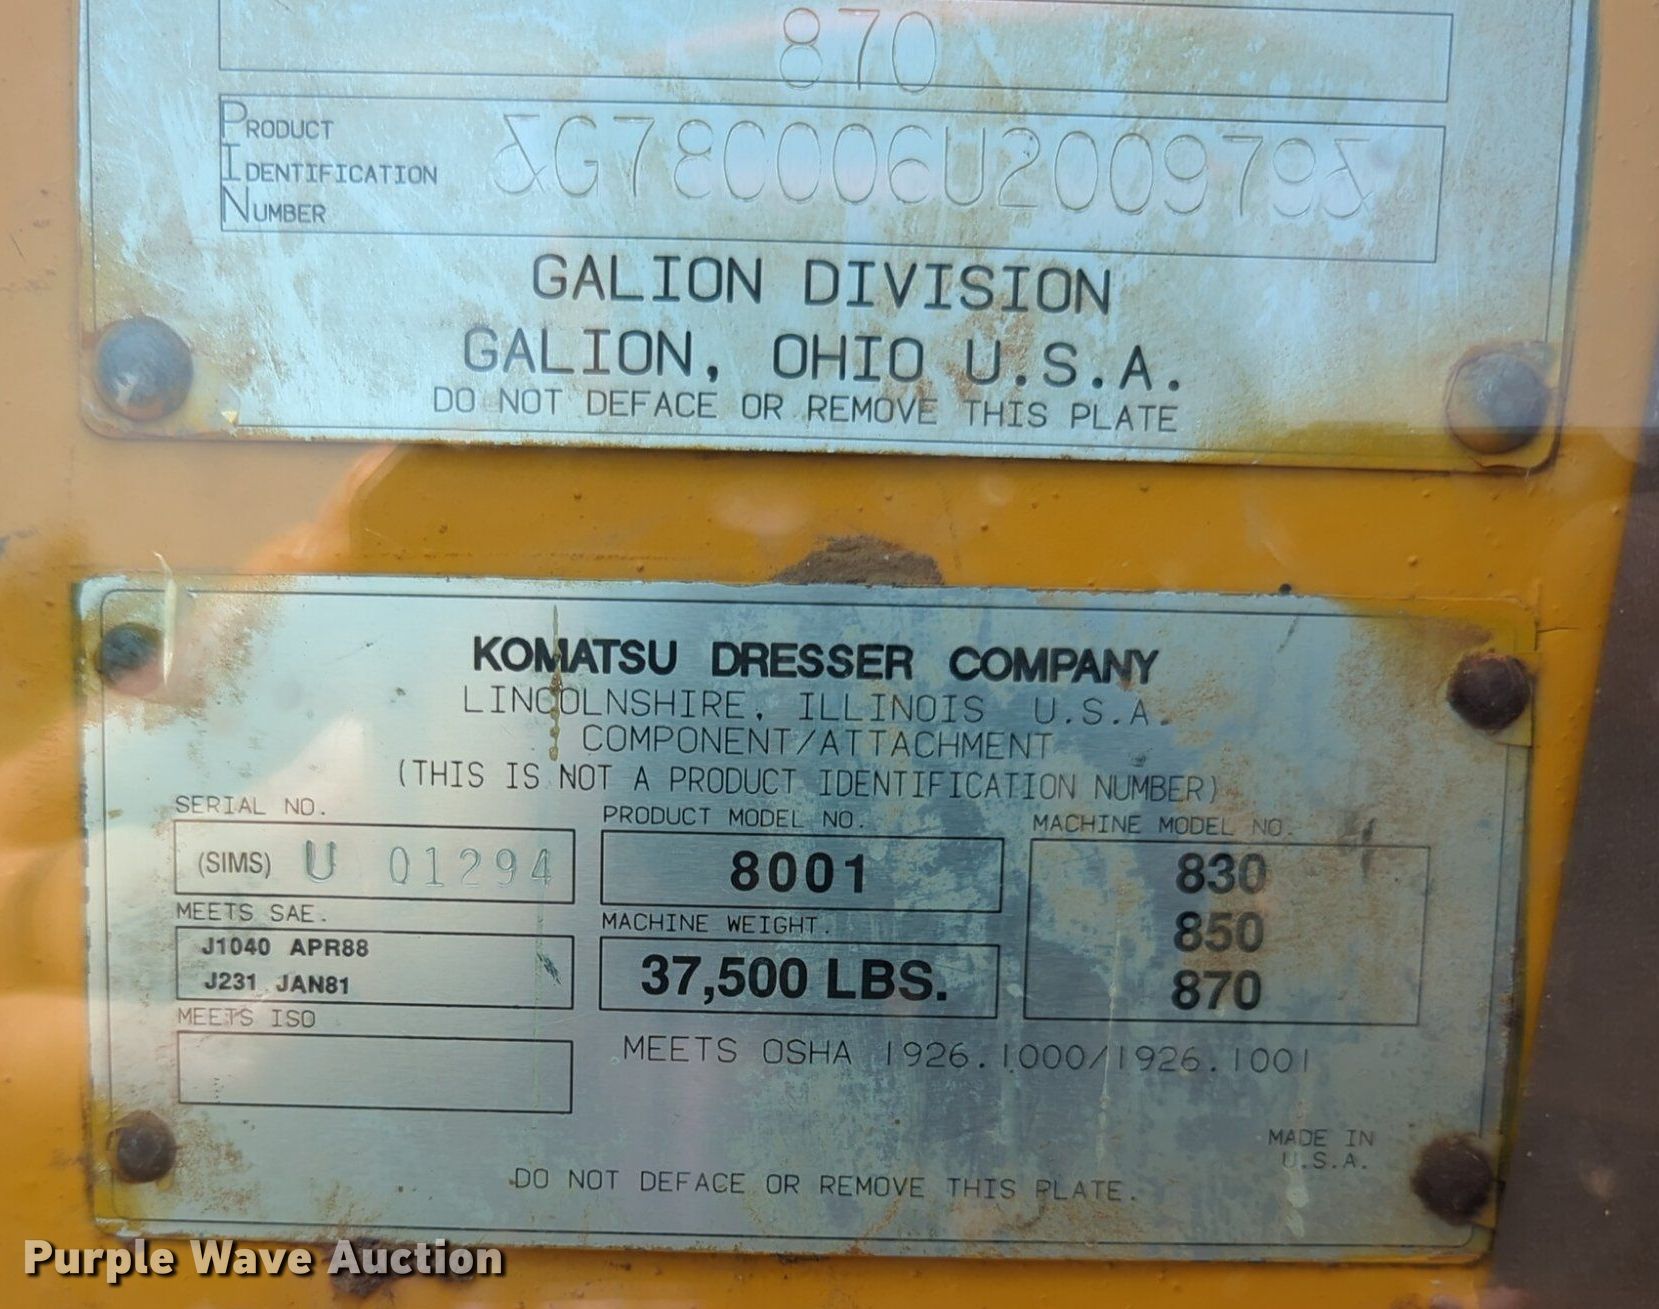 870
PRODUCT IDENTIFICATION NUMBER &G78C006U200979&
GALION DIVISION
GALION, OHIO U.S.A.
DO NOT DEFACE OR REMOVE THIS PLATE
KOMATSU DRESSER COMPANY
LINCOLNSHIRE, ILLINOIS U.S.A.
COMPONENT/ATTACHMENT
(THIS IS NOT A PRODUCT IDENTIFICATION NUMBER)
SERIAL NO.
(SIMS) U 01294
PRODUCT MODEL NO.
8001
MACHINE MODEL NO.
830
850
870
MEETS SAE.
J1040 APR88
J231 JAN81
MACHINE WEIGHT.
37,500 LBS.
MEETS ISO
MEETS OSHA 1926.1000/1926.1001
MADE IN
U.S.A.
DO NOT DEFACE OR REMOVE THIS PLATE.
Purple Wave Auction